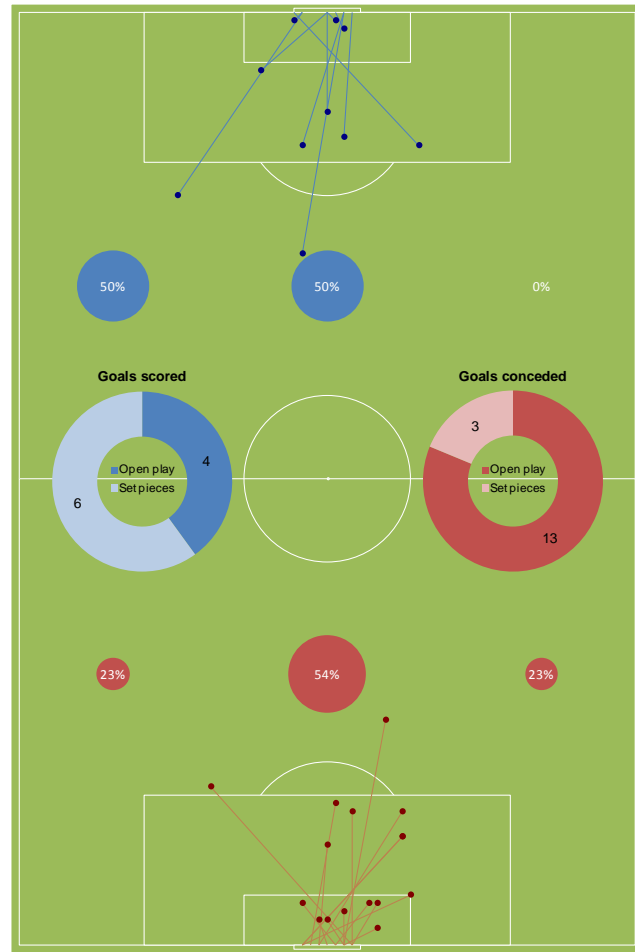 50%
50%
0%
Goals scored
Goals conceded
4
3
Open play
Set pieces
Open play
Set pieces
6
13
23%
54%
23%